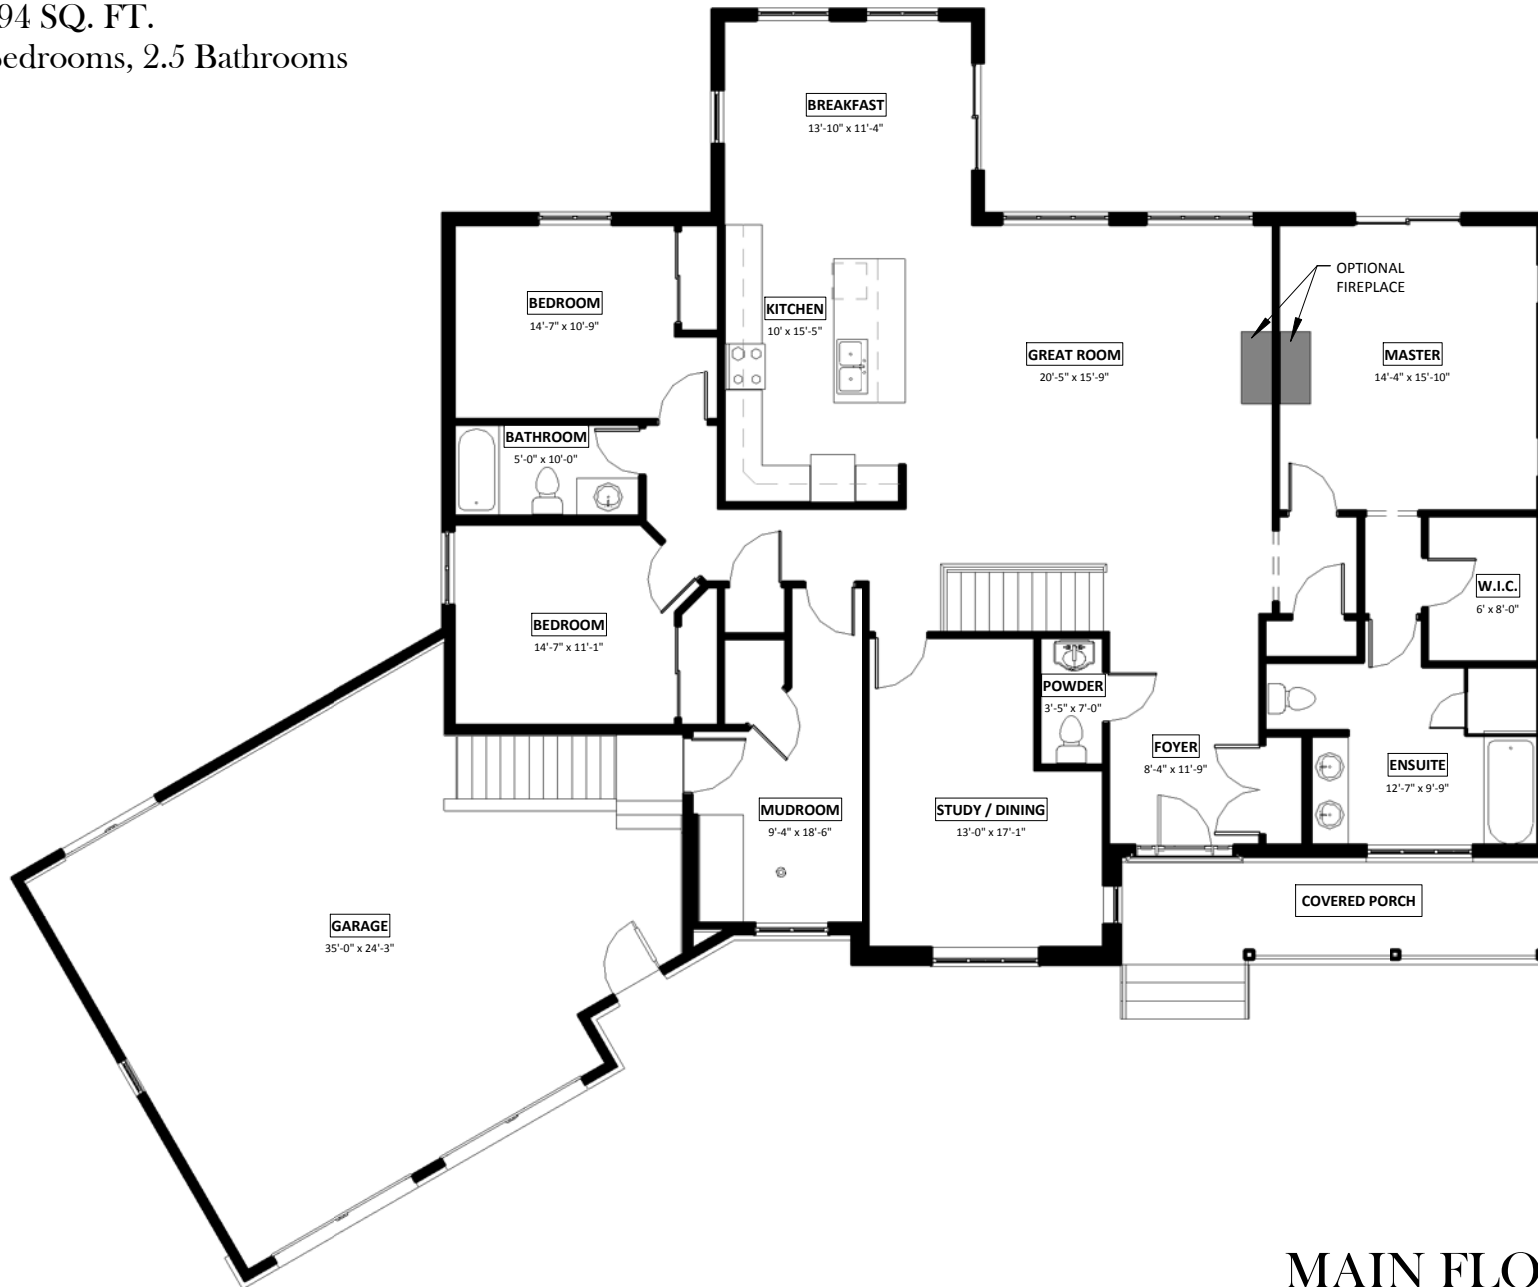 94 SQ. FT.
Bedrooms, 2.5 Bathrooms
BREAKFAST
13'-10" x 11'-4"
BEDROOM
14'-7" x 10'-9"
KITCHEN
10' x 15'-5"
OPTIONAL
FIREPLACE
GREAT ROOM
20'-5" x 15'-9"
MASTER
14'-4" x 15'-10"
BATHROOM
5'-0" x 10'-0"
W.I.C.
6' x 8'-0"
BEDROOM
14'-7" x 11'-1"
POWDER
3'-5" x 7'-0"
FOYER
8'-4" x 11'-9"
ENSUITE
12'-7" x 9'-9"
MUDROOM
9'-4" x 18'-6"
STUDY / DINING
13'-0" x 17'-1"
COVERED PORCH
GARAGE
35'-0" x 24'-3"
MAIN FLO